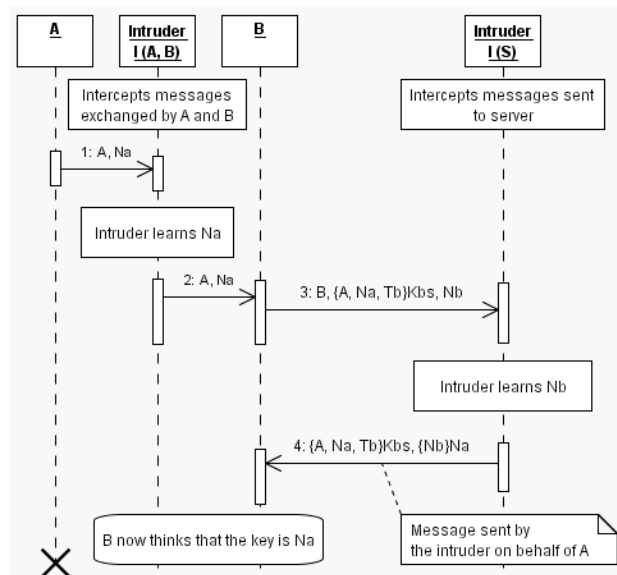 A
Intruder
I (A, B)
B
Intruder
I (S)
Intercepts messages
exchanged by A and B
Intercepts messages sent
to server
1: A, Na
Intruder learns Na
2: A, Na
3: B, {A, Na, Tb}Kbs, Nb
Intruder learns Nb
4: {A, Na, Tb}Kbs, {Nb}Na
B now thinks that the key is Na
Message sent by
the intruder on behalf of A